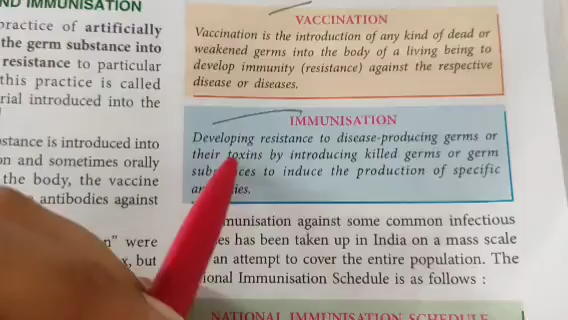 ND IMMUNISATION
practice of artificially
the germ substance into
resistance to particular
this practice is called
rial introduced into the
stance is introduced into
on and sometimes orally
the body, the vaccine
antibodies against
were
but
VACCINATION
Vaccination is the introduction of any kind of dead or
weakened germs into the body of a living being to
develop immunity (resistance) against the respective
disease or diseases.
IMMUNISATION
Developing resistance to disease-producing germs or
their toxins by introducing killed germs or germ
to induce the production of specific
munisation against some common infectious
has been taken up in India on a mass scale
an attempt to cover the entire population. The
ional Immunisation Schedule is as follows :
NATIONAL IMMUNISATION SCHEDULE